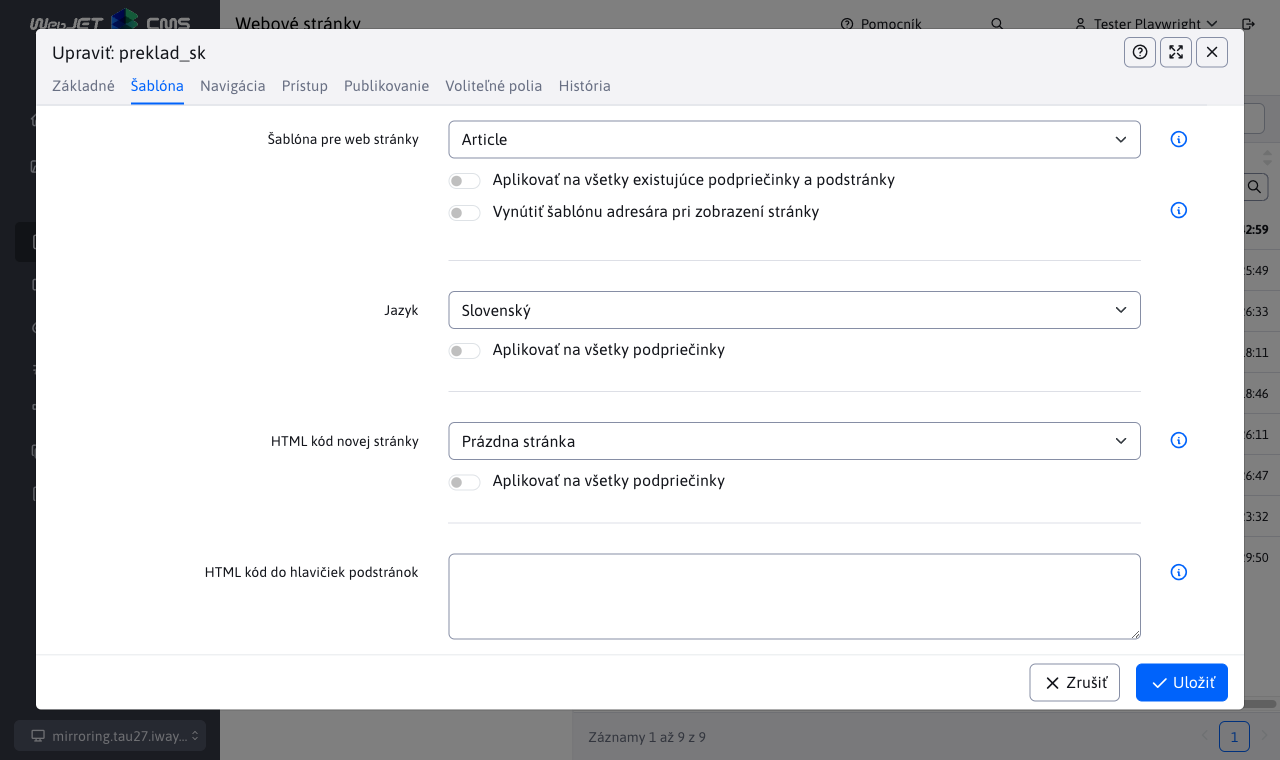 WebJET CMS
Webové stránky
Pomocník
Tester Playwright
Upraviť: preklad_sk
Základné Šablóna Navigácia Prístup Publikovanie Voliteľné polia História
Šablóna pre web stránky
Article
Aplikovať na všetky existujúce podpriečinky a podstránky
Vynútiť šablónu adresára pri zobrazení stránky
Jazyk
Slovenský
Aplikovať na všetky podpriečinky
HTML kód novej stránky
Prázdna stránka
Aplikovať na všetky podpriečinky
HTML kód do hlavičiek podstránok
Zrušiť
Uložiť
2:59
5:49
6:33
8:11
8:46
6:11
6:47
3:32
9:50
mirroring.tau27.iway...
Záznamy 1 až 9 z 9
1